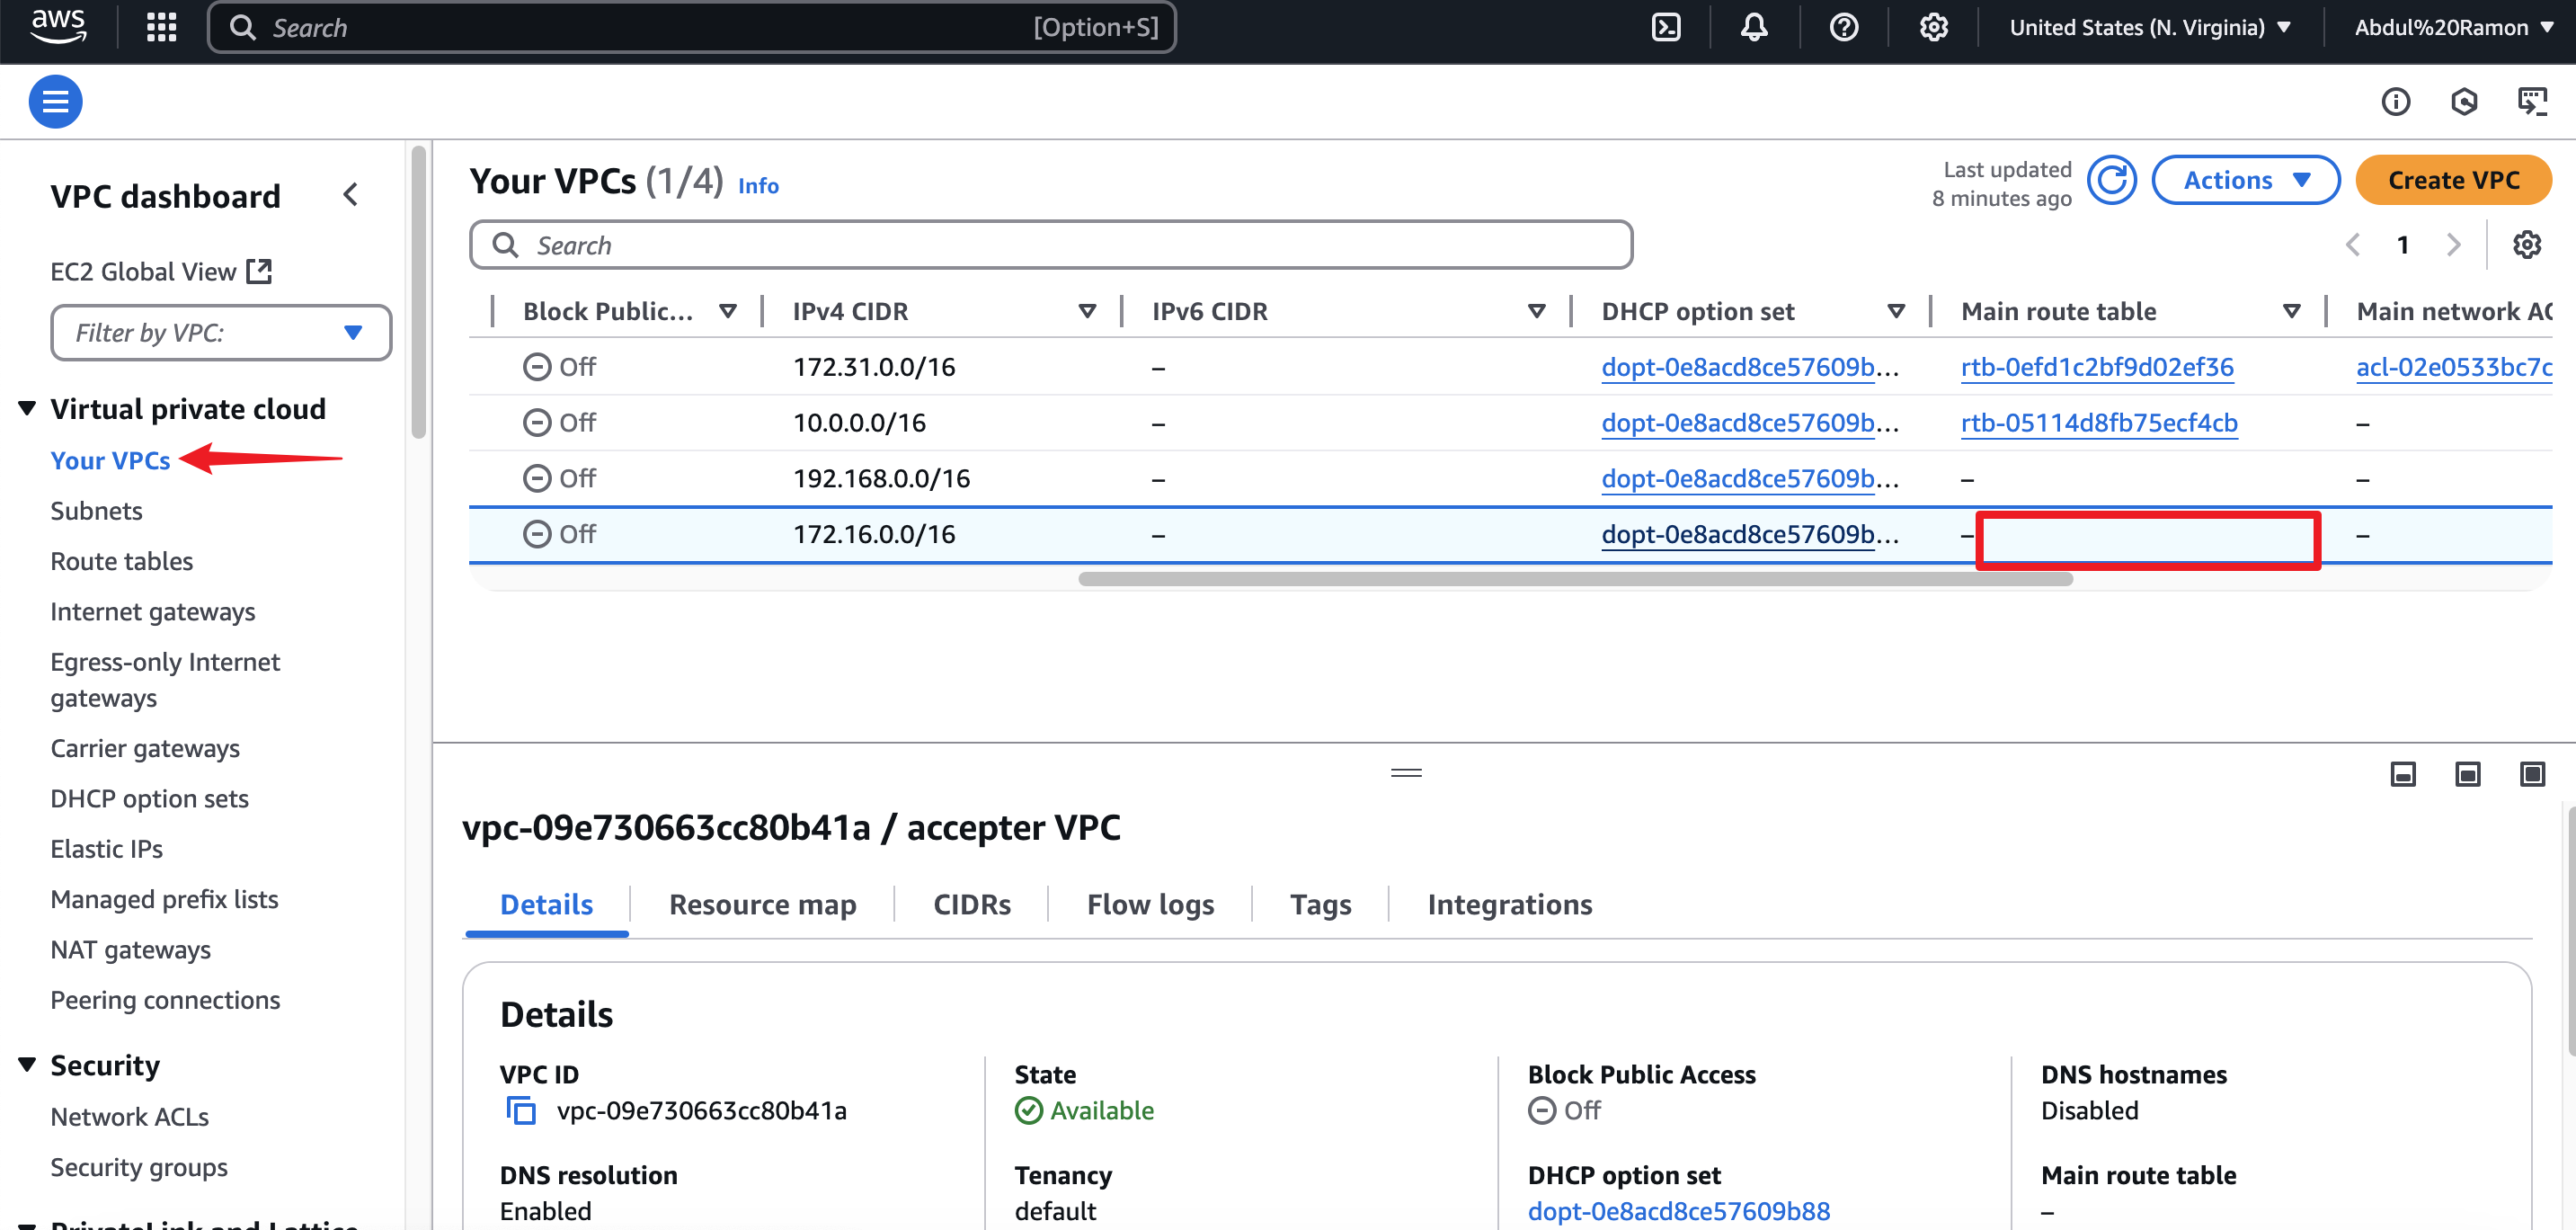 aws
Search [Option+S]
United States (N. Virginia)
Abdul%20Ramon
VPC dashboard
EC2 Global View
Filter by VPC:
Virtual private cloud
Your VPCs
Subnets
Route tables
Internet gateways
Egress-only Internet
gateways
Carrier gateways
DHCP option sets
Elastic IPs
Managed prefix lists
NAT gateways
Peering connections
Security
Network ACLs
Security groups
PrivateLink and Lattice
Your VPCs (1/4) Info
Last updated
8 minutes ago
Actions
Create VPC
Search
1
Block Public... IPv4 CIDR IPv6 CIDR DHCP option set Main route table Main network AC
Off 172.31.0.0/16 – dopt-0e8acd8ce57609b... rtb-0efd1c2bf9d02ef36 acl-02e0533bc7c
Off 10.0.0.0/16 – dopt-0e8acd8ce57609b... rtb-05114d8fb75ecf4cb –
Off 192.168.0.0/16 – dopt-0e8acd8ce57609b... – –
Off 172.16.0.0/16 – dopt-0e8acd8ce57609b... – –
vpc-09e730663cc80b41a / accepter VPC
Details Resource map CIDRs Flow logs Tags Integrations
Details
VPC ID
vpc-09e730663cc80b41a
State
Available
Block Public Access
Off
DNS hostnames
Disabled
DNS resolution
Enabled
Tenancy
default
DHCP option set
dopt-0e8acd8ce57609b88
Main route table
–